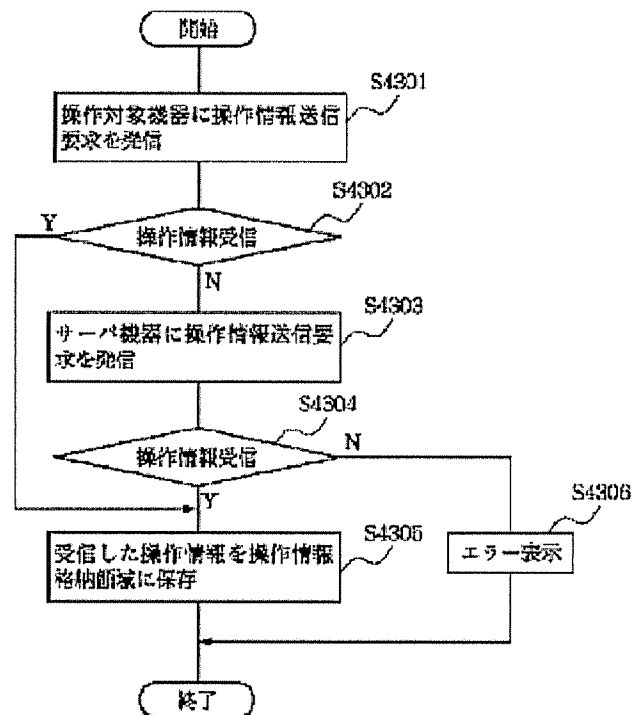 開始
S4301
操作対象機器に操作情報送信
要求を発信
S4302
Y
操作情報受信
N
S4303
サーバ機器に操作情報送信要
求を発信
S4304
操作情報受信
N
Y
S4305
受信した操作情報を操作情報
格納領域に保存
S4306
エラー表示
終了